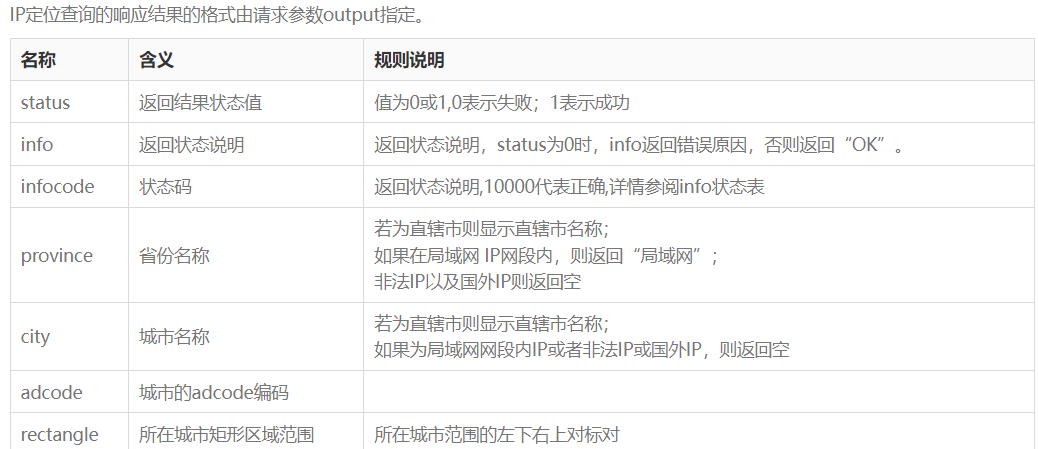 IP定位查询的响应结果的格式由请求参数output指定。
名称 含义 规则说明
status 返回结果状态值 值为0或1,0表示失败；1表示成功
info 返回状态说明 返回状态说明，status为0时，info返回错误原因，否则返回“OK”。
infocode 状态码 返回状态说明,10000代表正确,详情参阅info状态表
province 省份名称 若为直辖市则显示直辖市名称；
如果在局域网 IP网段内，则返回“局域网”；
非法IP以及国外IP则返回空
city 城市名称 若为直辖市则显示直辖市名称；
如果为局域网网段内IP或者非法IP或国外IP，则返回空
adcode 城市的adcode编码
rectangle 所在城市矩形区域范围 所在城市范围的左下右上对标对